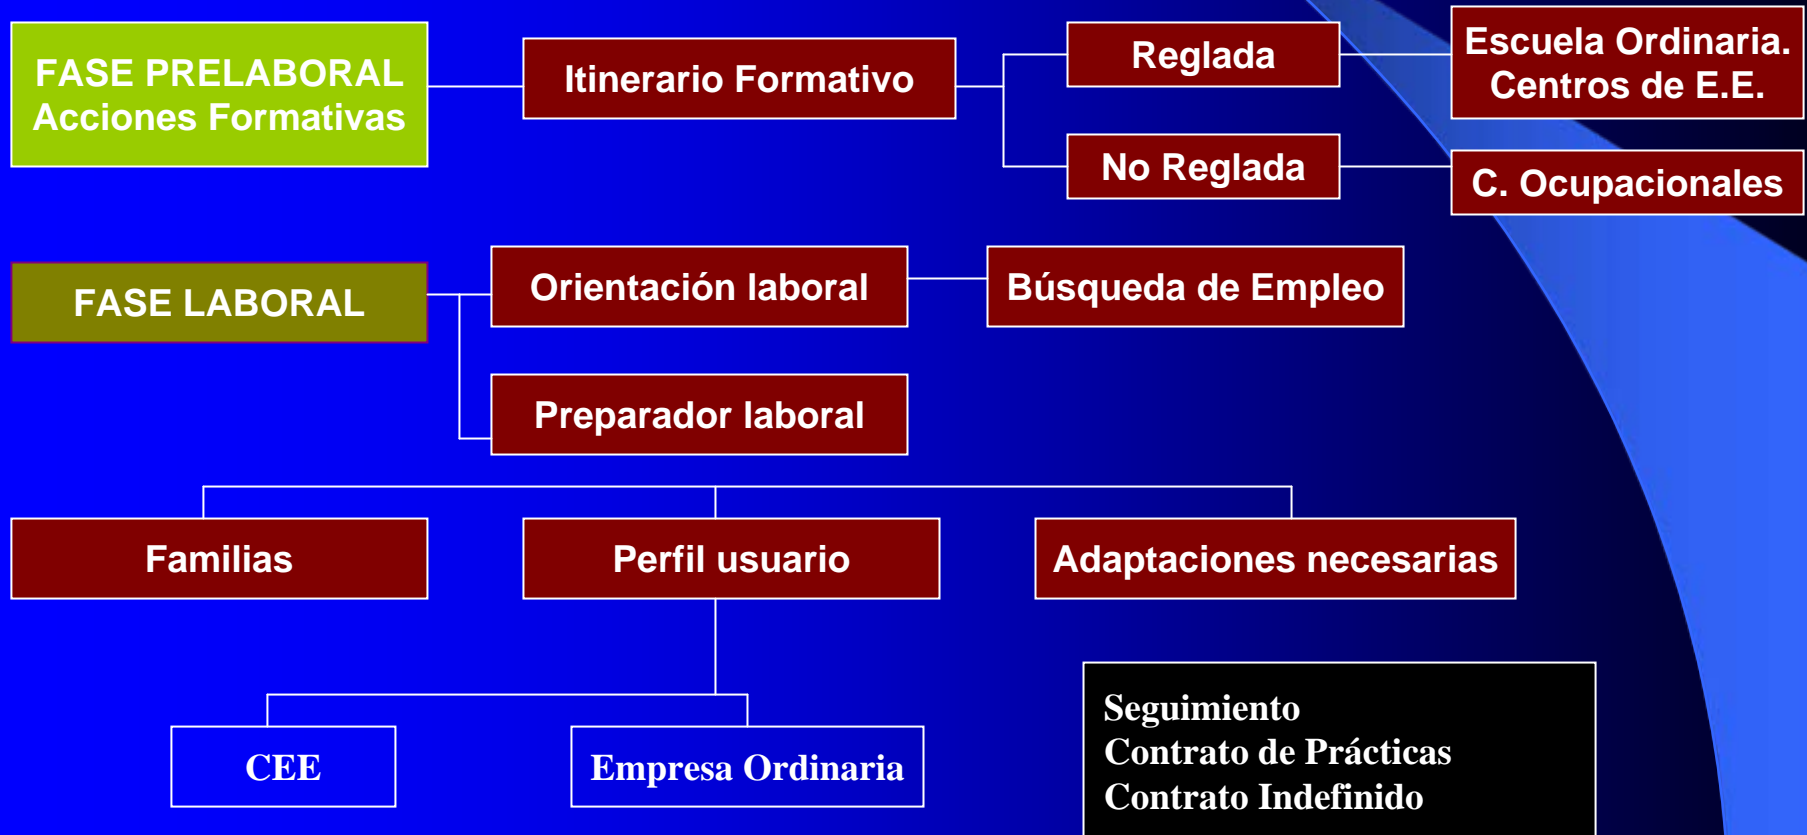 FASE PRELABORAL
Acciones Formativas
Itinerario Formativo
Reglada
Escuela Ordinaria.
Centros de E.E.
No Reglada
C. Ocupacionales
FASE LABORAL
Orientación laboral
Búsqueda de Empleo
Preparador laboral
Familias
Perfil usuario
Adaptaciones necesarias
CEE
Empresa Ordinaria
Seguimiento
Contrato de Prácticas
Contrato Indefinido